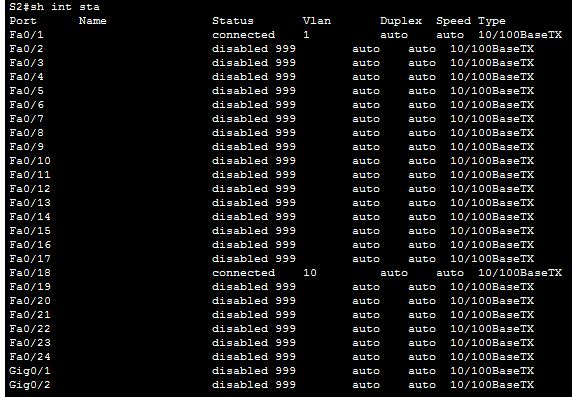 S2#sh int sta
Port Name Status Vlan Duplex Speed Type
Fa0/1 connected 1 auto auto 10/100BaseTX
Fa0/2 disabled 999 auto auto 10/100BaseTX
Fa0/3 disabled 999 auto auto 10/100BaseTX
Fa0/4 disabled 999 auto auto 10/100BaseTX
Fa0/5 disabled 999 auto auto 10/100BaseTX
Fa0/6 disabled 999 auto auto 10/100BaseTX
Fa0/7 disabled 999 auto auto 10/100BaseTX
Fa0/8 disabled 999 auto auto 10/100BaseTX
Fa0/9 disabled 999 auto auto 10/100BaseTX
Fa0/10 disabled 999 auto auto 10/100BaseTX
Fa0/11 disabled 999 auto auto 10/100BaseTX
Fa0/12 disabled 999 auto auto 10/100BaseTX
Fa0/13 disabled 999 auto auto 10/100BaseTX
Fa0/14 disabled 999 auto auto 10/100BaseTX
Fa0/15 disabled 999 auto auto 10/100BaseTX
Fa0/16 disabled 999 auto auto 10/100BaseTX
Fa0/17 disabled 999 auto auto 10/100BaseTX
Fa0/18 connected 10 auto auto 10/100BaseTX
Fa0/19 disabled 999 auto auto 10/100BaseTX
Fa0/20 disabled 999 auto auto 10/100BaseTX
Fa0/21 disabled 999 auto auto 10/100BaseTX
Fa0/22 disabled 999 auto auto 10/100BaseTX
Fa0/23 disabled 999 auto auto 10/100BaseTX
Fa0/24 disabled 999 auto auto 10/100BaseTX
Gig0/1 disabled 999 auto auto 10/100BaseTX
Gig0/2 disabled 999 auto auto 10/100BaseTX